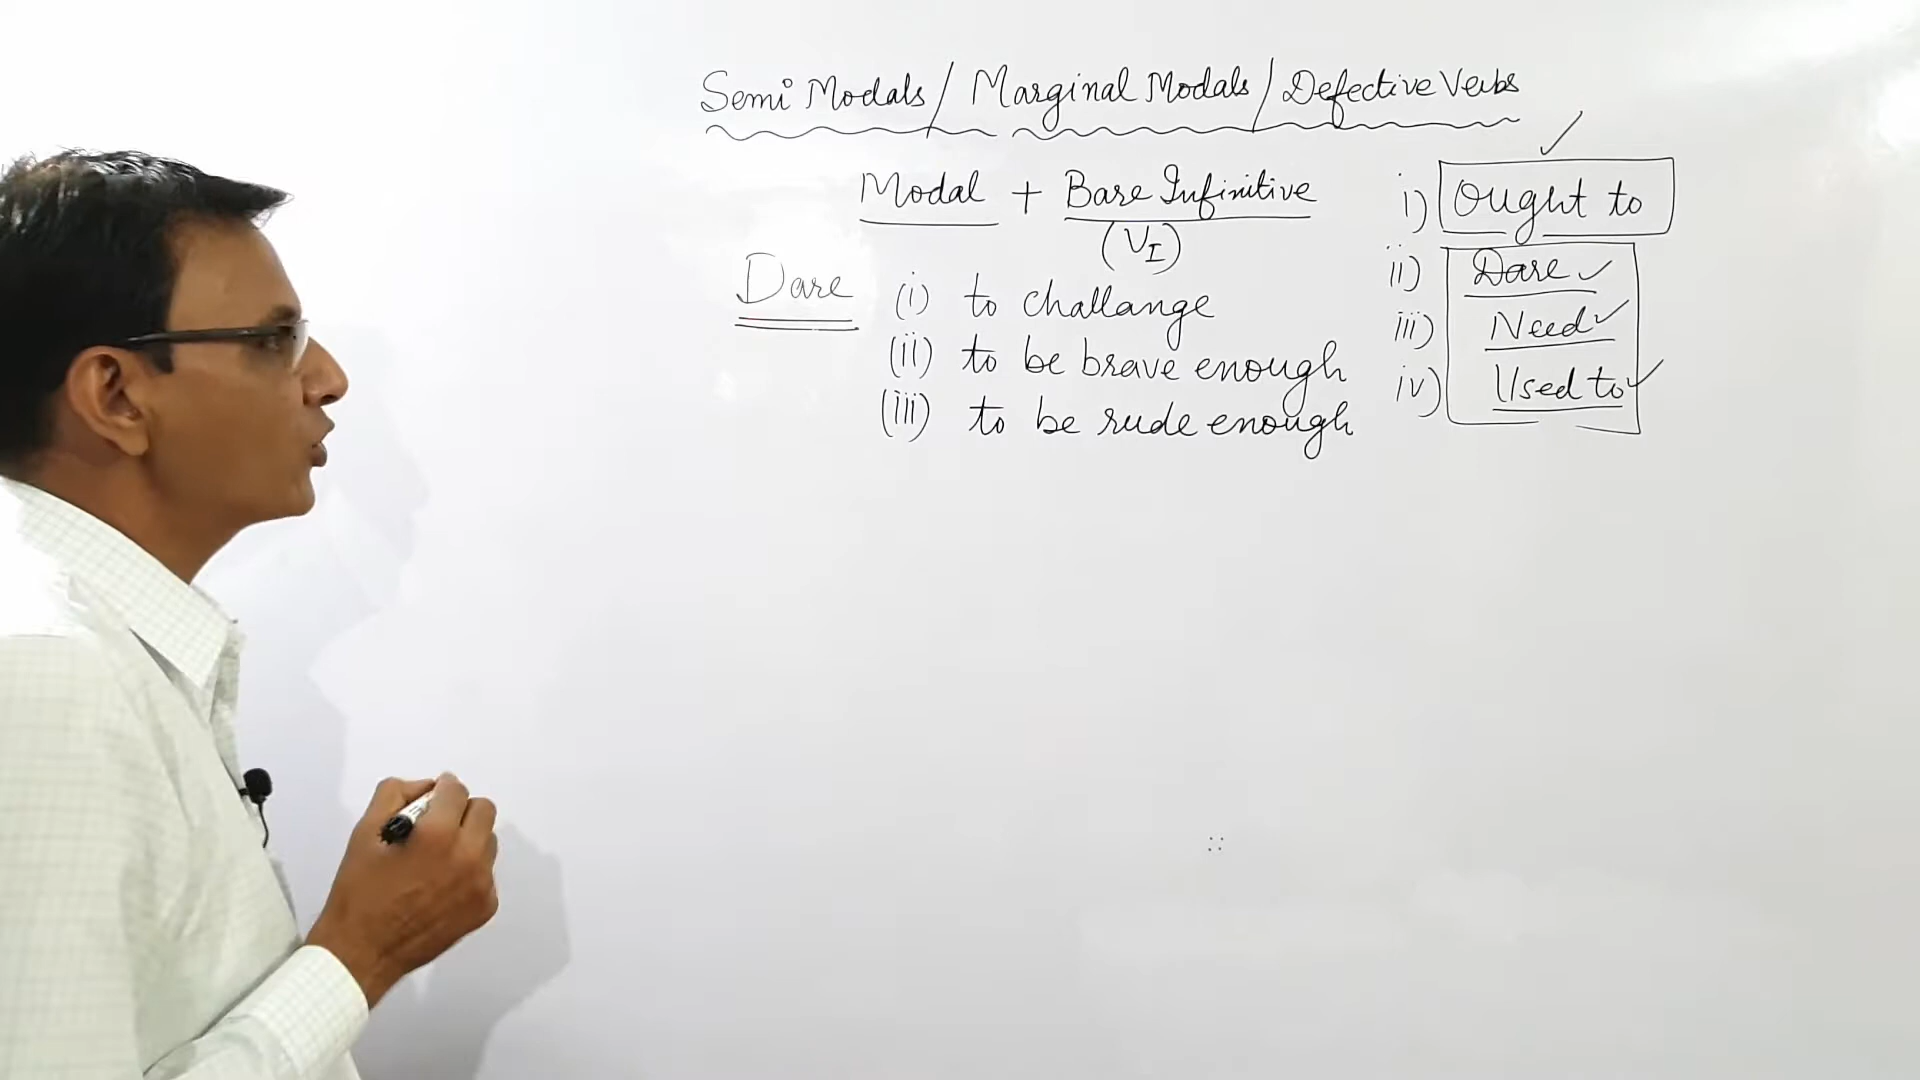 Semi Modals / Marginal Modals / Defective Verbs
Modal + Bare Infinitive
(V I)
Dare (i) to challange
(ii) to be brave enough
(iii) to be rude enough
i) Ought to
ii) Dare ✓
iii) Need ✓
iv) Used to ✓